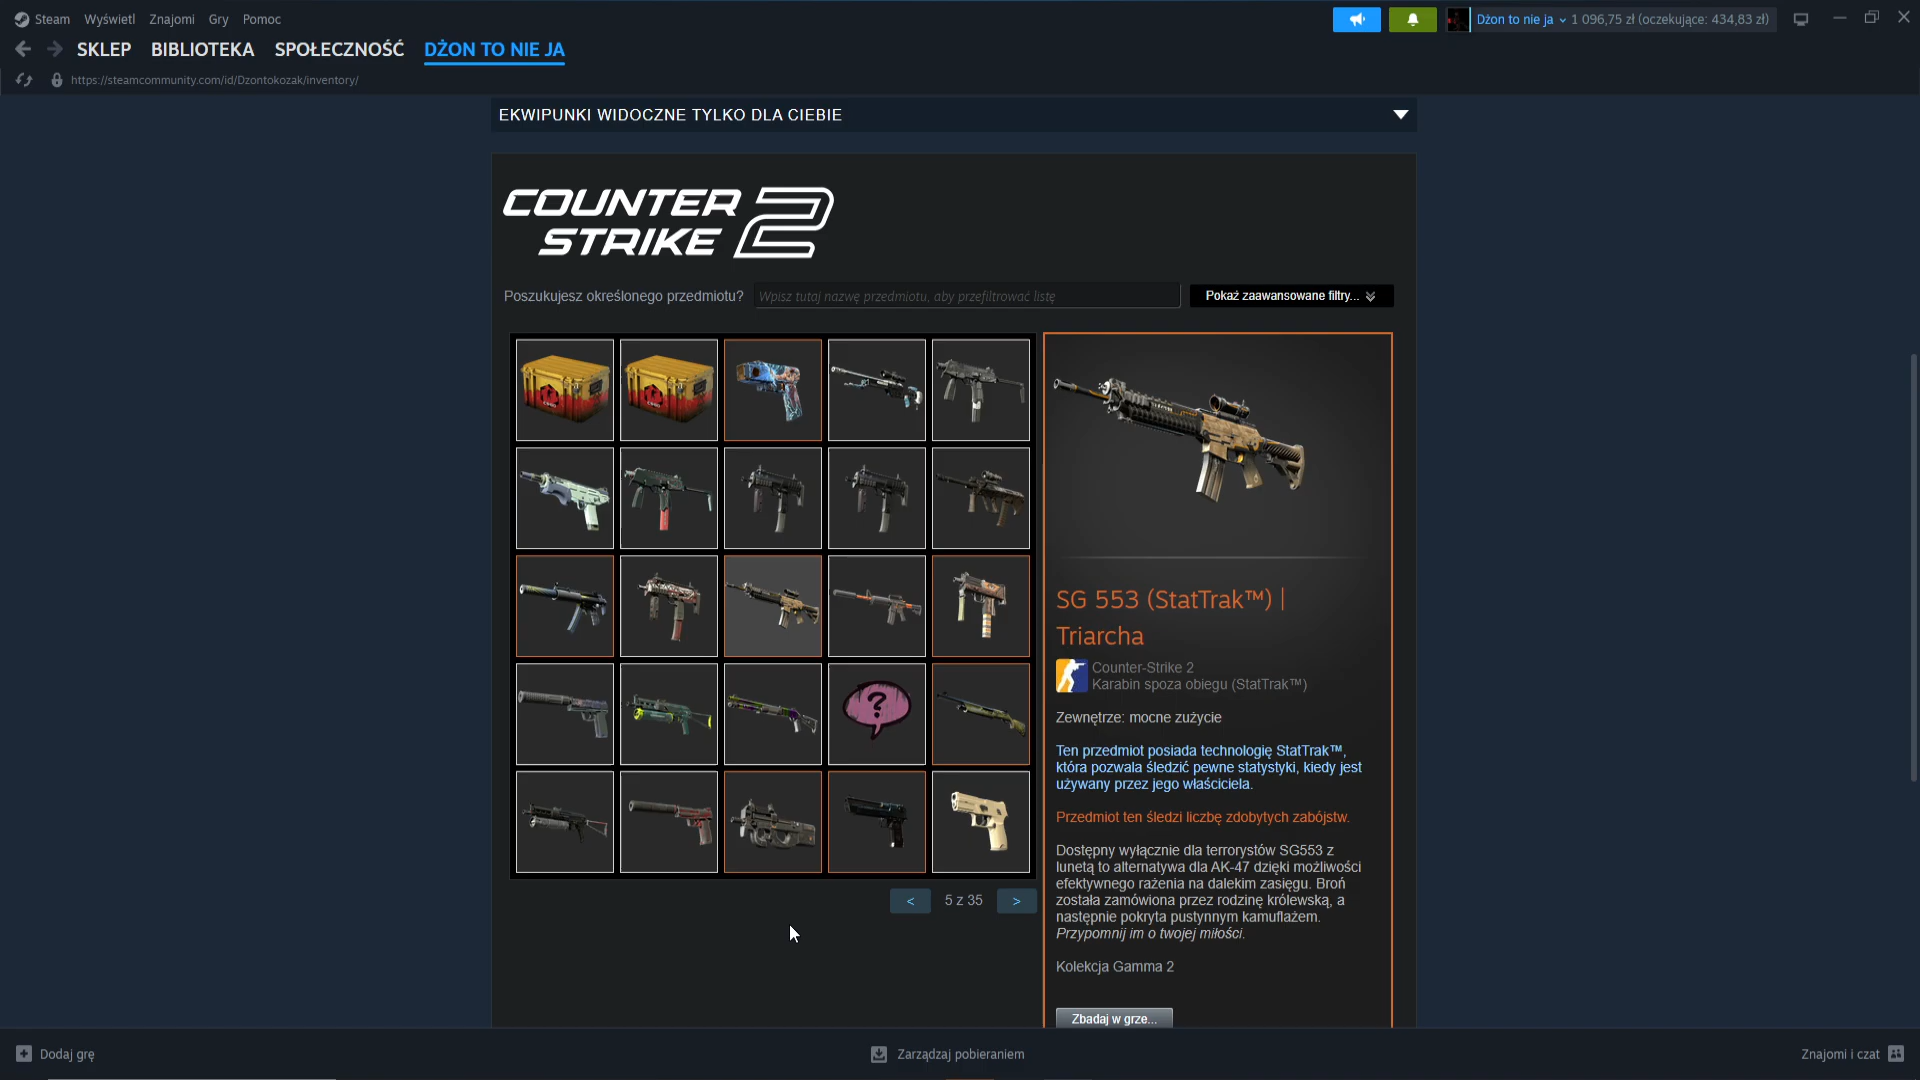 Steam Wyświetl Znajomi Gry Pomoc
Dżon to nie ja 1 096,75 zł (oczekujące: 434,83 zł)
SKLEP BIBLIOTEKA SPOŁECZNOŚĆ DŻON TO NIE JA
https://steamcommunity.com/id/Dzontokozak/inventory/
EKWIPUNKI WIDOCZNE TYLKO DLA CIEBIE
COUNTER
STRIKE 2
Poszukujesz określonego przedmiotu? Wpisz tutaj nazwę przedmiotu, aby przefiltrować listę Pokaż zaawansowane filtry...
SG 553 (StatTrak™) |
Triarcha
Counter-Strike 2
Karabin spoza obiegu (StatTrak™)
Zewnętrze: mocne zużycie
Ten przedmiot posiada technologię StatTrak™,
która pozwala śledzić pewne statystyki, kiedy jest
używany przez jego właściciela.
Przedmiot ten śledzi liczbę zdobytych zabójstw.
Dostępny wyłącznie dla terrorystów SG553 z
lunetą to alternatywa dla AK-47 dzięki możliwości
efektywnego rażenia na dalekim zasięgu. Broń
została zamówiona przez rodzinę królewską, a
następnie pokryta pustynnym kamuflażem.
Przypomnij im o twojej miłości.
Kolekcja Gamma 2
Zbadaj w grze...
< 5 z 35 >
Dodaj grę
Zarządzaj pobieraniem
Znajomi i czat